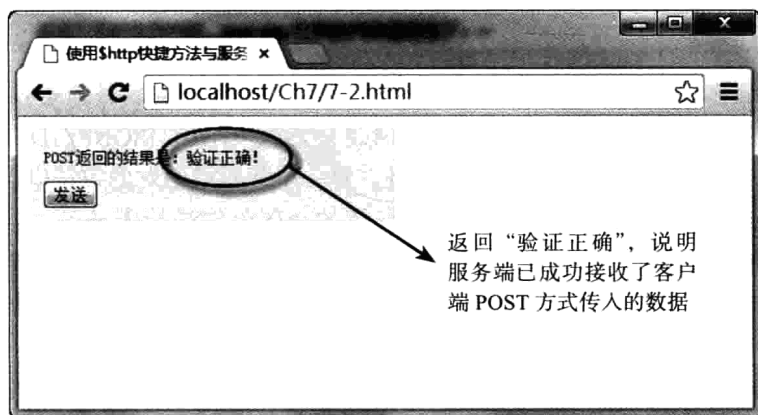 使用$http快捷方法与服务
localhost/Ch7/7-2.html
POST返回的结果是：验证正确！
发送
返回“验证正确”，说明
服务端已成功接收了客户
端 POST 方式传入的数据